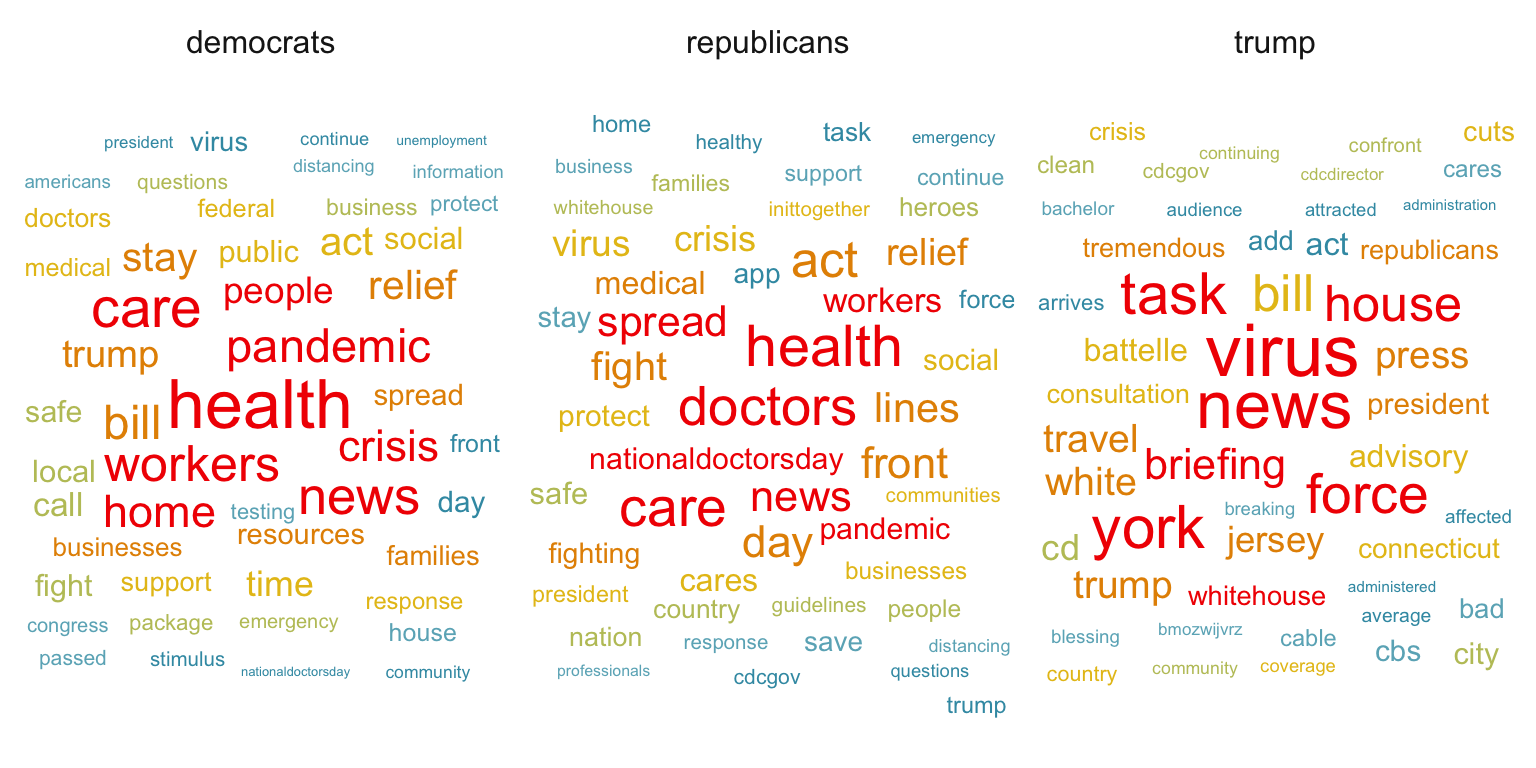 democrats
president virus continue unemployment
distancing
americans questions information
doctors federal business protect
stay public act social
medical
care people relief
trump pandemic
safe bill health spread
workers crisis front
local
call home testing news day
businesses resources families
fight support time response
congress package emergency house
passed stimulus nationaldoctorsday community
republicans
home healthy task emergency
business families support continue
whitehouse inittogether heroes
virus crisis act relief
medical app workers force
stay spread health
fight social
protect doctors lines
nationaldoctorsday front
safe care news communities
pandemic
fighting day businesses
president cares
country guidelines people
nation response save distancing
professionals cdcgov questions
trump
trump
crisis continuing confront cuts
clean cdcgov cdcdirector cares
bachelor audience attracted administration
tremendous add act republicans
arrives task bill house
battelle virus press
consultation news president
travel briefing advisory
white force
york breaking affected
cd jersey connecticut
trump whitehouse administered
average bad
blessing bmozwijvrz cable cbs city
country community coverage